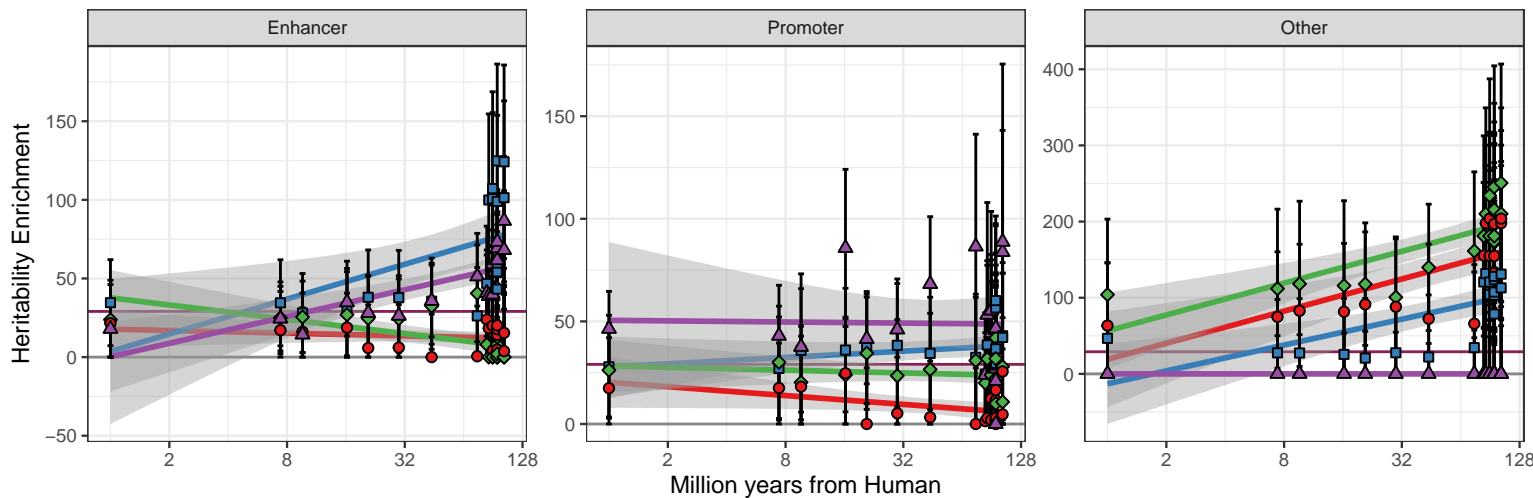 Enhancer
Promoter
Other
Heritability Enrichment
150
100
50
0
−50
2 8 32 128
150
100
50
0
2 8 32 128
400
300
200
100
0
2 8 32 128
Million years from Human